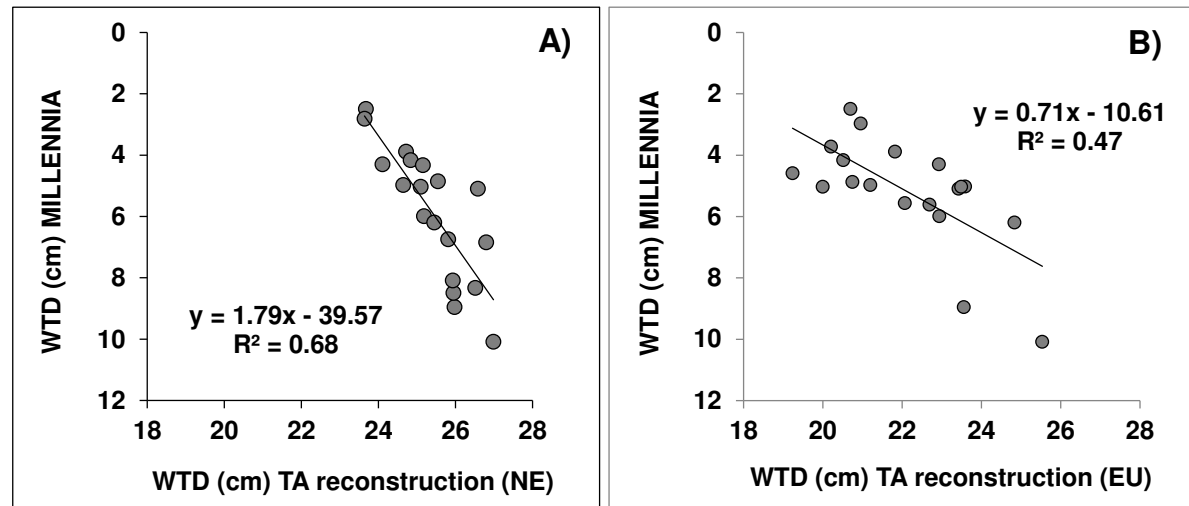 A)
0
2
4
6
8
10
12
WTD (cm) MILLENNIA
y = 1.79x - 39.57
R² = 0.68
18 20 22 24 26 28
WTD (cm) TA reconstruction (NE)
B)
0
2
4
6
8
10
12
WTD (cm) MILLENNIA
y = 0.71x - 10.61
R² = 0.47
18 20 22 24 26 28
WTD (cm) TA reconstruction (EU)